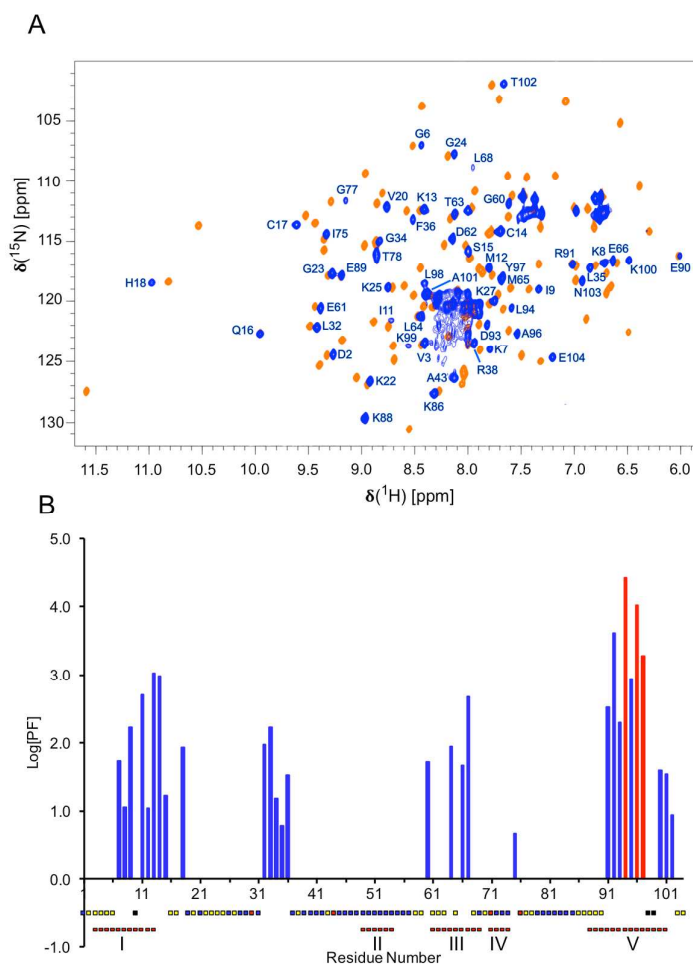 A
T102
G6
G24
L68
G77
V20
K13
T63
G60
C17
I75
F36
D62
C14
G34
S15
T78
M12
R91
K8
E66
G23
E89
Y97
H18
L98
A101
M65
K100
E90
K25
K27
N103
L35
I9
E61
I11
L94
Q16
L32
L64
K99
D93
A96
D2
V3
K7
R38
E104
K22
A43
K86
K88
105
110
115
120
125
130
δ(¹⁵N) [ppm]
11.5 11.0 10.5 10.0 9.5 9.0 8.5 8.0 7.5 7.0 6.5 6.0
δ(¹H) [ppm]
B
5.0
4.0
3.0
2.0
1.0
0.0
-1.0
Log[PF]
1 11 21 31 41 51 61 71 81 91 101
I II III IV V
Residue Number